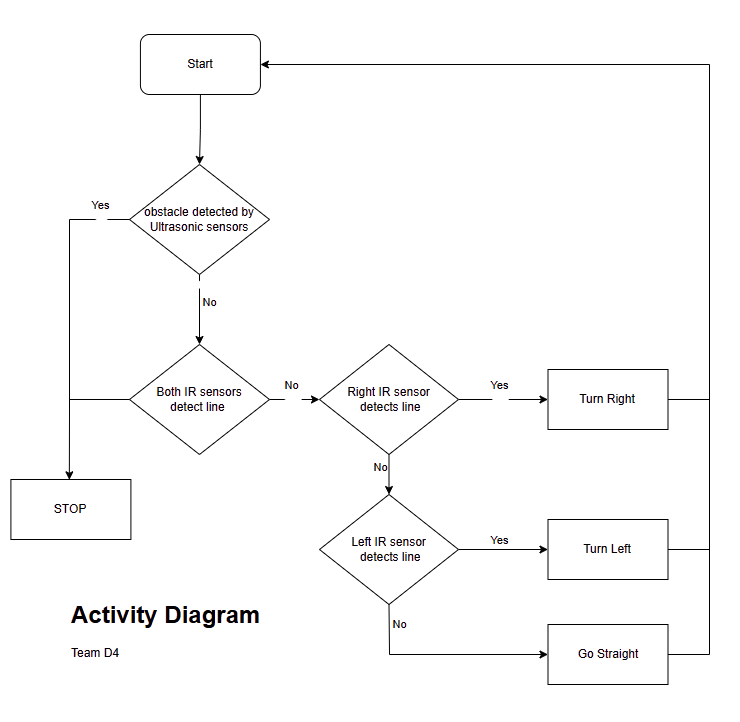 Start
Yes
obstacle detected by
Ultrasonic sensors
No
Both IR sensors
detect line
No
Right IR sensor
detects line
Yes
Turn Right
No
STOP
Left IR sensor
detects line
Yes
Turn Left
Activity Diagram
No
Team D4
Go Straight